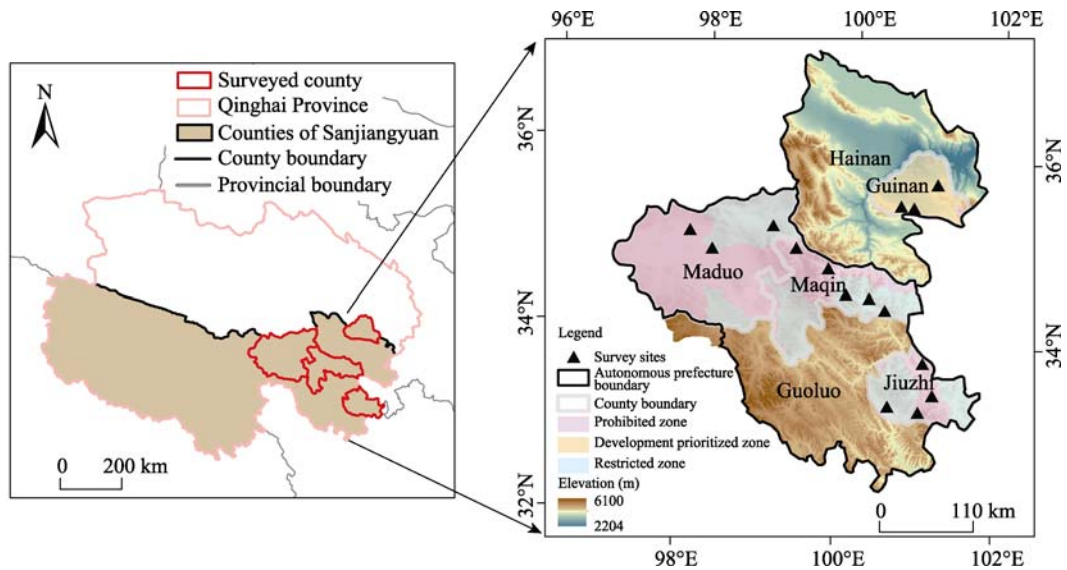 N
Surveyed county
Qinghai Province
Counties of Sanjiangyuan
County boundary
Provincial boundary
0 200 km
96°E 98°E 100°E 102°E
36°N
34°N
32°N
36°N
34°N
Hainan
Guinan
Maduo
Maqin
Guoluo
Jiuzhi
Legend
Survey sites
Autonomous prefecture
boundary
County boundary
Prohibited zone
Development prioritized zone
Restricted zone
Elevation (m)
6100
2204
0 110 km
98°E 100°E 102°E